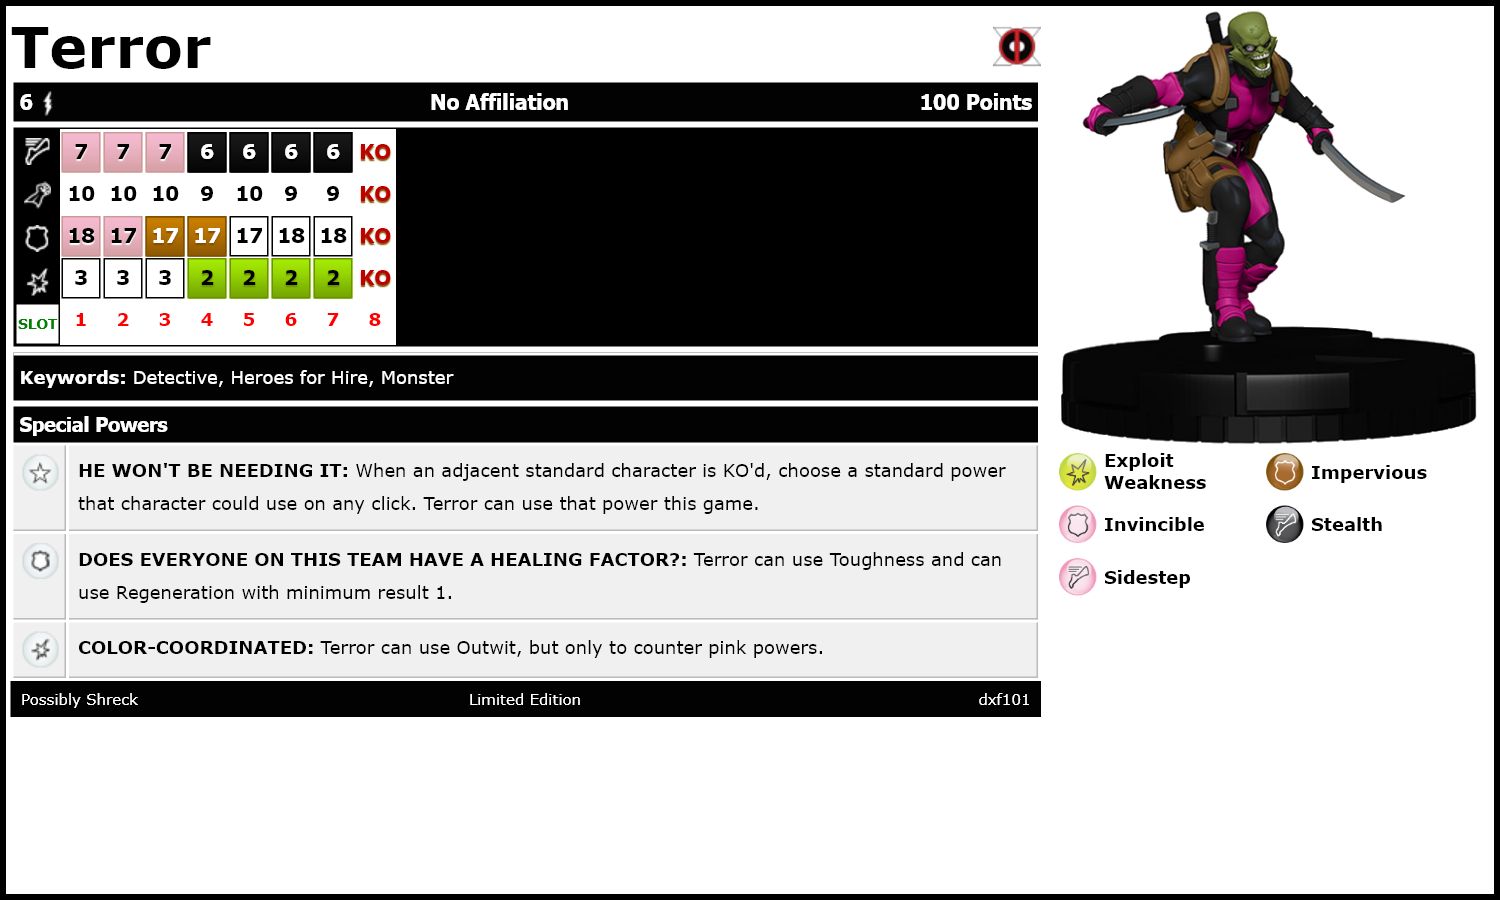 Terror
6 No Affiliation 100 Points
7 7 7 6 6 6 6 KO
10 10 10 9 10 9 9 KO
18 17 17 17 17 18 18 KO
3 3 3 2 2 2 2 KO
SLOT 1 2 3 4 5 6 7 8
Keywords: Detective, Heroes for Hire, Monster
Special Powers
HE WON'T BE NEEDING IT: When an adjacent standard character is KO'd, choose a standard power
that character could use on any click. Terror can use that power this game.
DOES EVERYONE ON THIS TEAM HAVE A HEALING FACTOR?: Terror can use Toughness and can
use Regeneration with minimum result 1.
COLOR-COORDINATED: Terror can use Outwit, but only to counter pink powers.
Possibly Shreck Limited Edition dxf101
Exploit
Weakness
Impervious
Invincible
Stealth
Sidestep